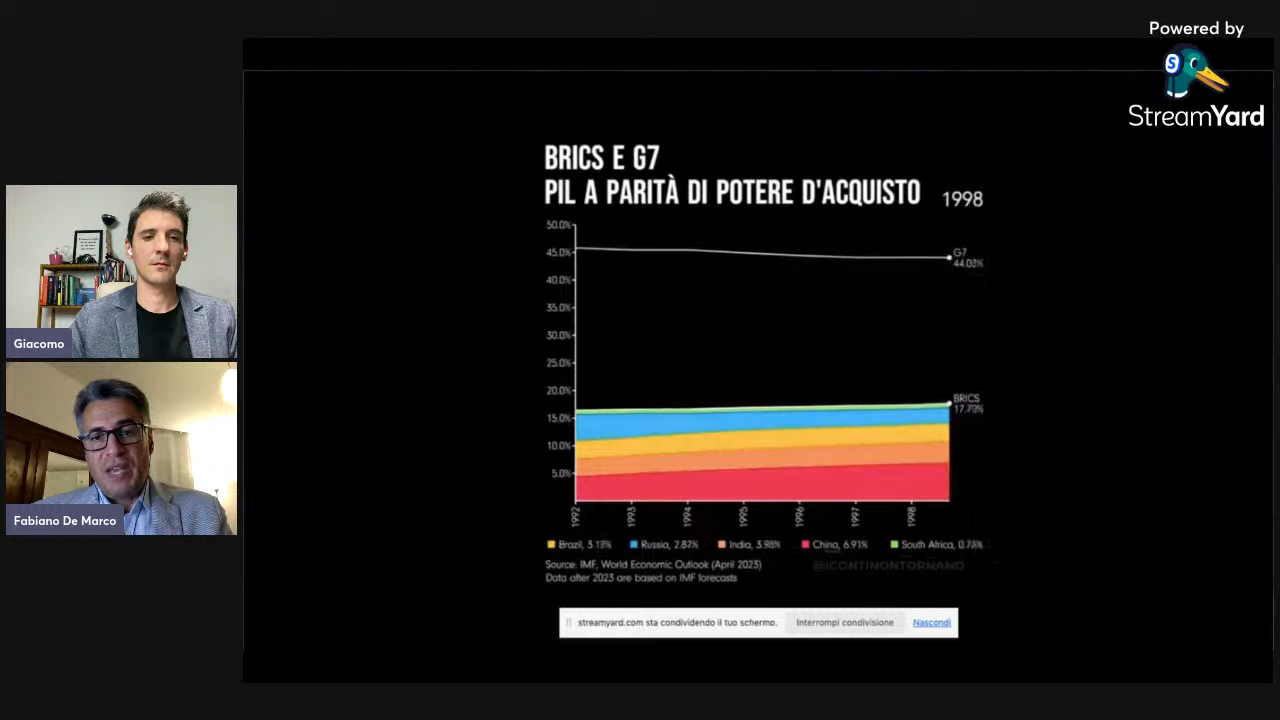 Powered by
StreamYard
BRICS E G7
PIL A PARITÀ DI POTERE D'ACQUISTO 1998
50.0%
45.0%
40.0%
35.0%
30.0%
25.0%
20.0%
15.0%
10.0%
5.0%
G7
44.02%
BRICS
17.79%
1992 1993 1994 1995 1996 1997 1998
Brazil, 3.19% Russia, 2.87% India, 3.98% China, 6.91% South Africa,
Source: IMF, World Economic Outlook (April 2023)
Data after 2023 are based on IMF forecasts
@ICONTINONTORNANO
streamyard.com sta condividendo il tuo schermo. Interrompi condivisione Nascondi
Giacomo
Fabiano De Marco